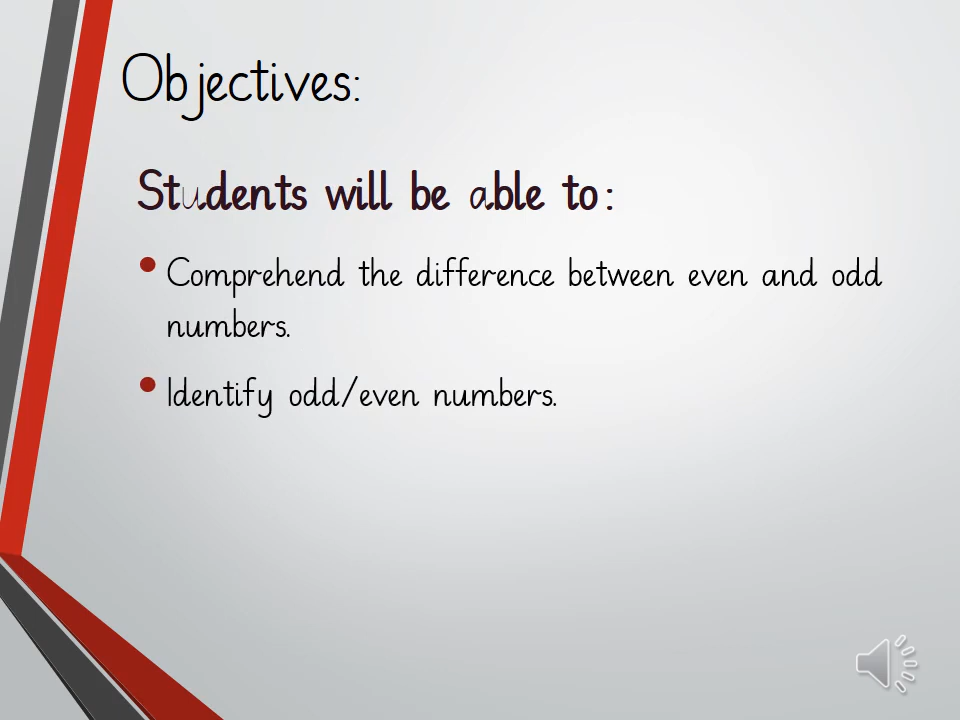 Objectives:
Students will be able to:
Comprehend the difference between even and odd
numbers.
Identify odd/even numbers.